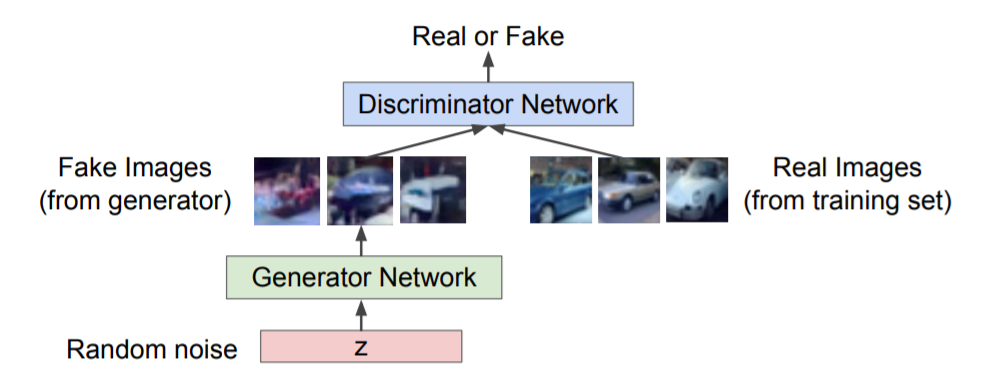 Real or Fake
Discriminator Network
Fake Images
(from generator)
Real Images
(from training set)
Generator Network
Random noise
z